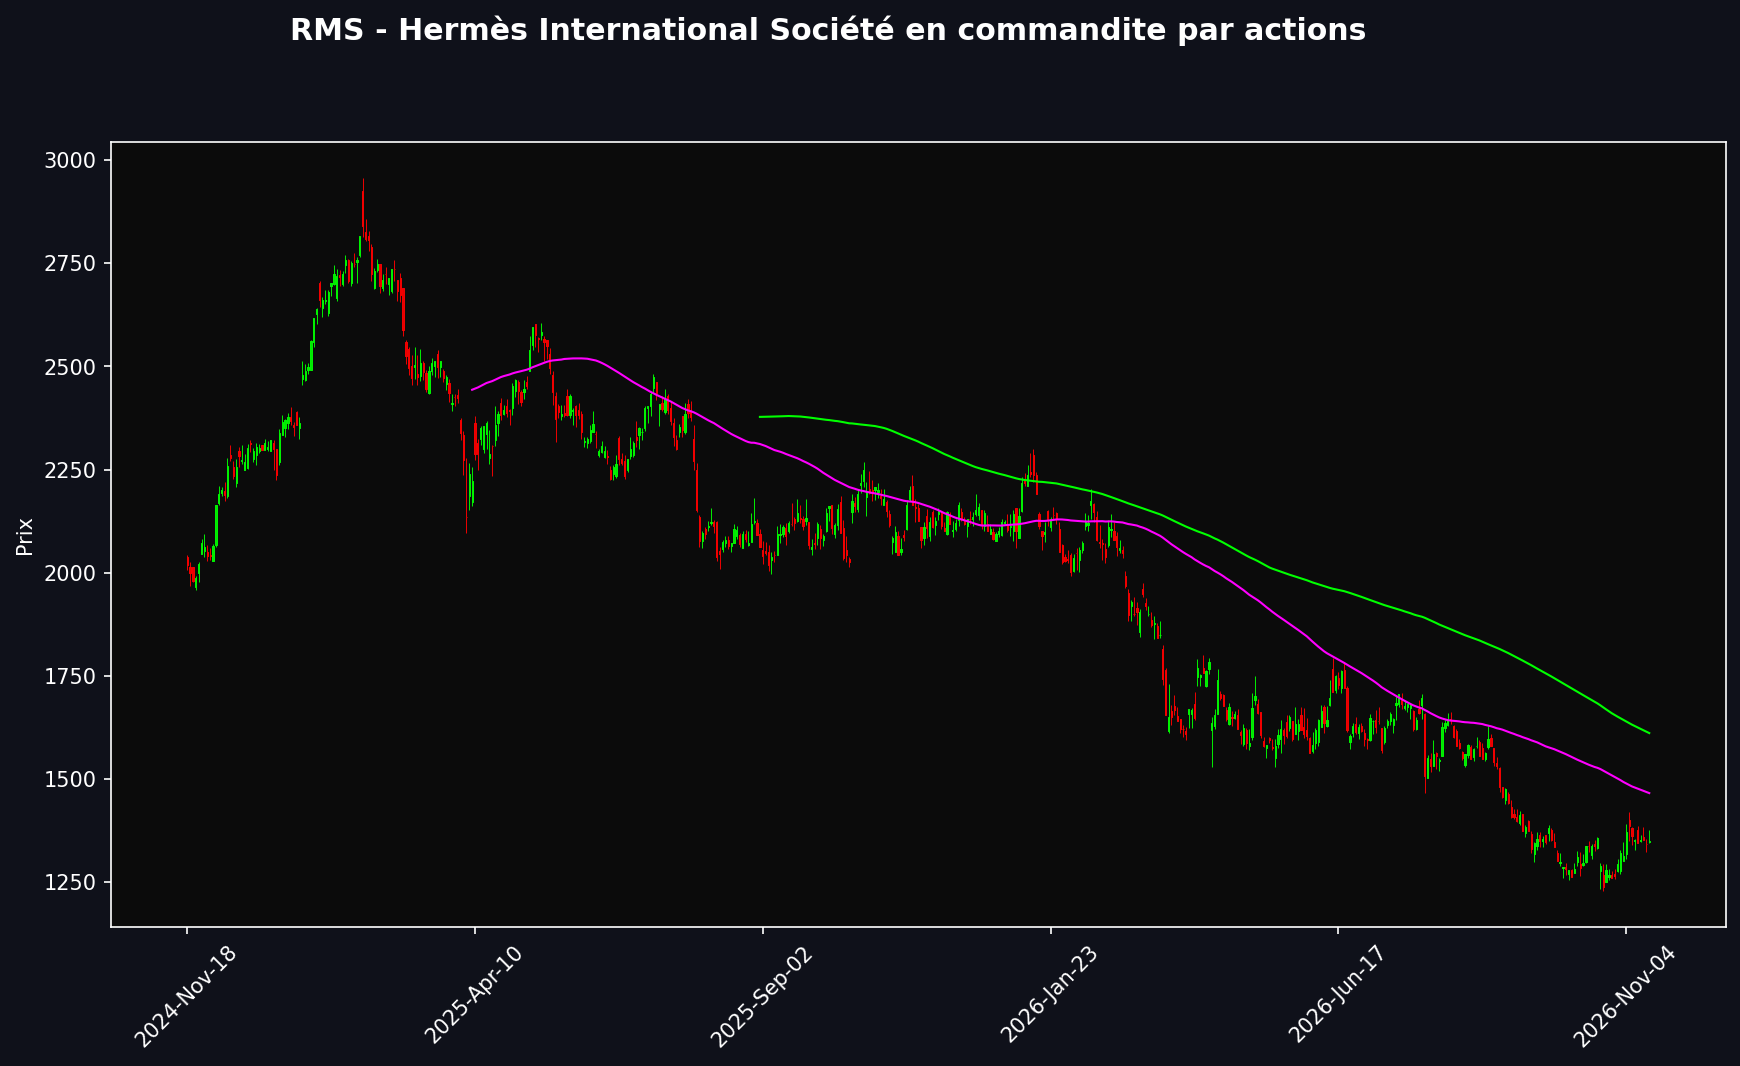 RMS - Hermès International Société en commandite par actions
Prix
3000
2750
2500
2250
2000
1750
1500
1250
2024-Nov-18
2025-Apr-10
2025-Sep-02
2026-Jan-23
2026-Jun-17
2026-Nov-04